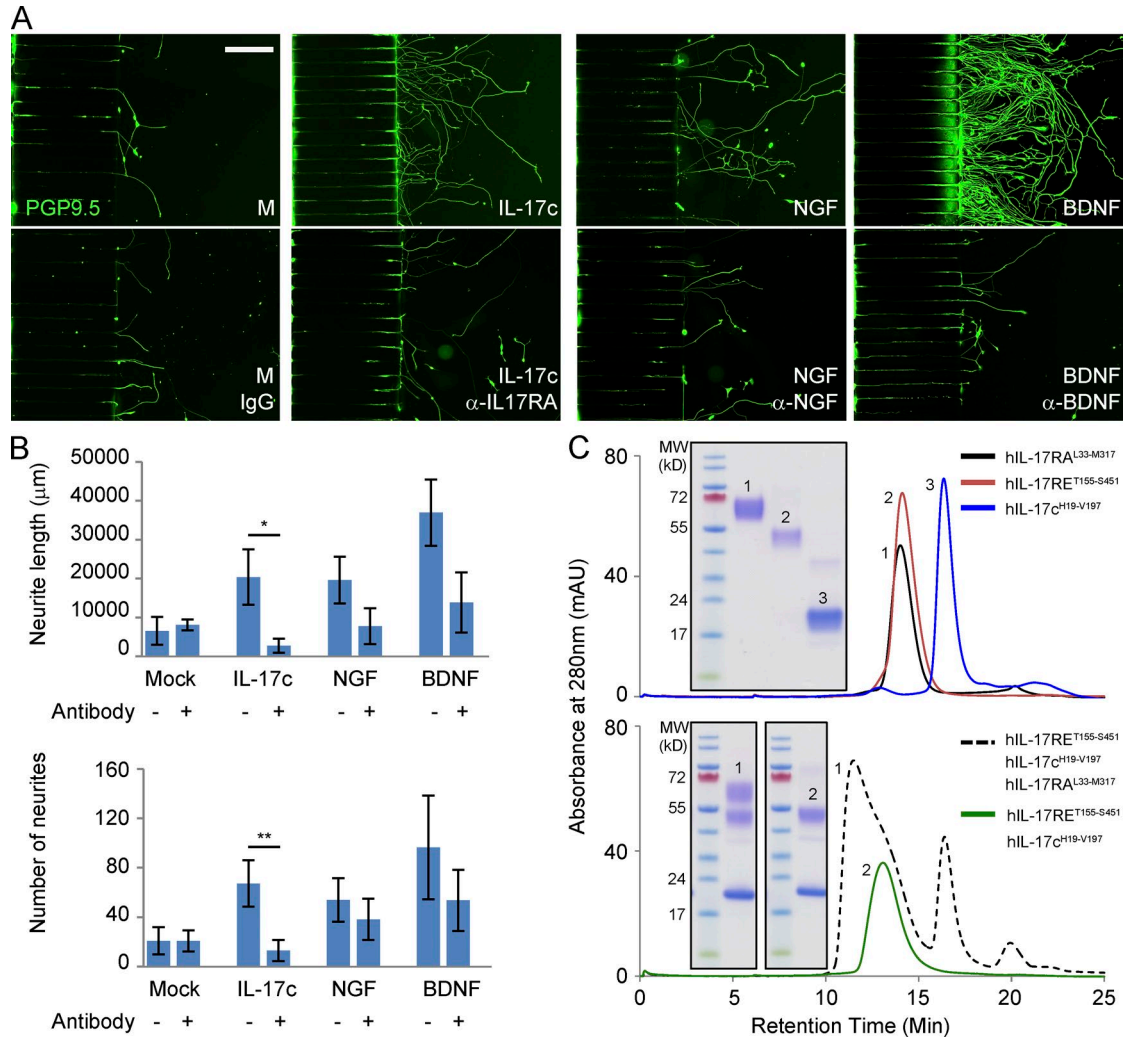 A
PGP9.5
M
IL-17c
NGF
BDNF
M
IgG
IL-17c
α-IL17RA
NGF
α-NGF
BDNF
α-BDNF
B
Neurite length (μm)
50000
40000
30000
20000
10000
0
*
Mock IL-17c NGF BDNF
Antibody - + - + - + - +
Number of neurites
160
120
80
40
0
**
Mock IL-17c NGF BDNF
Antibody - + - + - + - +
C
Absorbance at 280nm (mAU)
80
40
0
MW
(kD)
72
55
24
17
1
2
3
1
2
3
hIL-17RA^L33-M317
hIL-17RE^T155-S451
hIL-17c^H19-V197
80
40
0
MW
(kD)
72
55
24
17
1
2
1
2
hIL-17RE^T155-S451
hIL-17c^H19-V197
hIL-17RA^L33-M317
hIL-17RE^T155-S451
hIL-17c^H19-V197
0 5 10 15 20 25
Retention Time (Min)